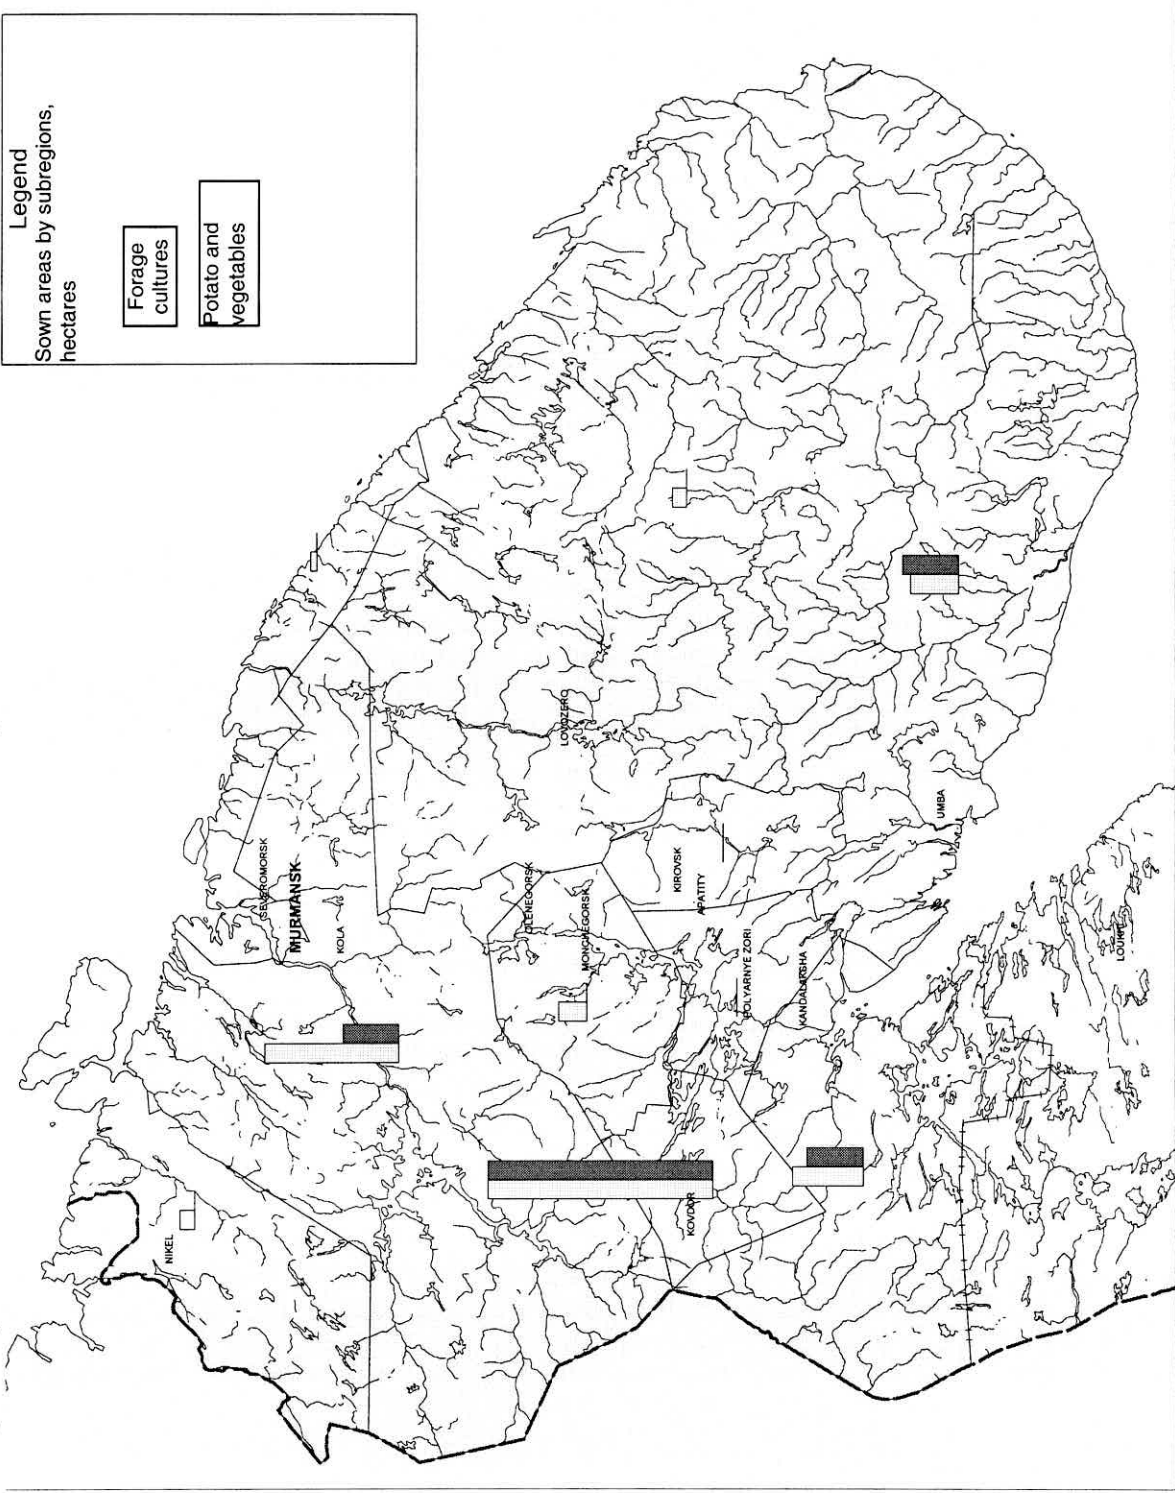 Legend
Sown areas by subregions,
hectares
Forage
cultures
Potato and
vegetables
NIKEL
SEVEROMORSK
MURMANSK
KOLA
LOVOZERO
OLENEGORSK
MONCHEGORSK
KIROVSK
APATITY
POLYARNYE ZORI
KANDALAKSHA
KOVDOR
UMBA
LOUHI